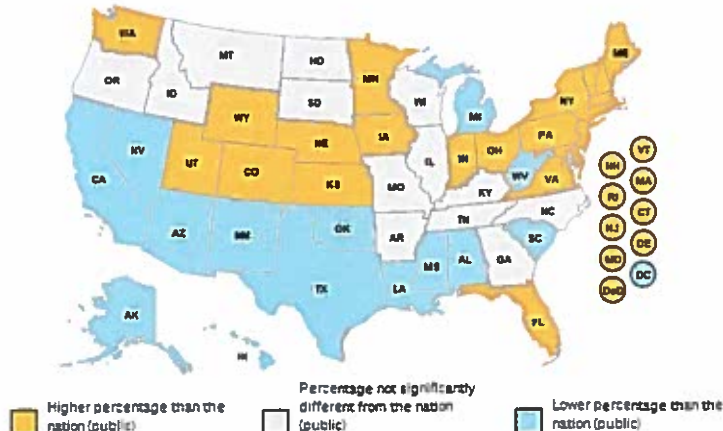 WA
MT
ND
MN
ME
OR
ID
SD
WI
NY
WY
MI
IA
PA
NE
NV
UT
CO
IL
IN
OH
WV
VA
NH
VT
CA
KS
MO
KY
RI
MA
NC
TN
NJ
CT
AZ
NM
OK
AR
SC
MD
DE
MS
AL
GA
DoD
DC
TX
LA
AK
FL
HI
Higher percentage than the
nation (public)
Percentage not significantly
different from the nation
(public)
Lower percentage than the
nation (public)